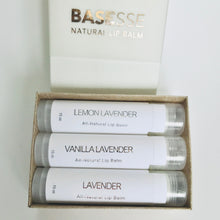 BASESSE
NATURAL LIP BALM
LEMON LAVENDER
All-Natural Lip Balm
VANILLA LAVENDER
All-Natural Lip Balm
LAVENDER
All-Natural Lip Balm